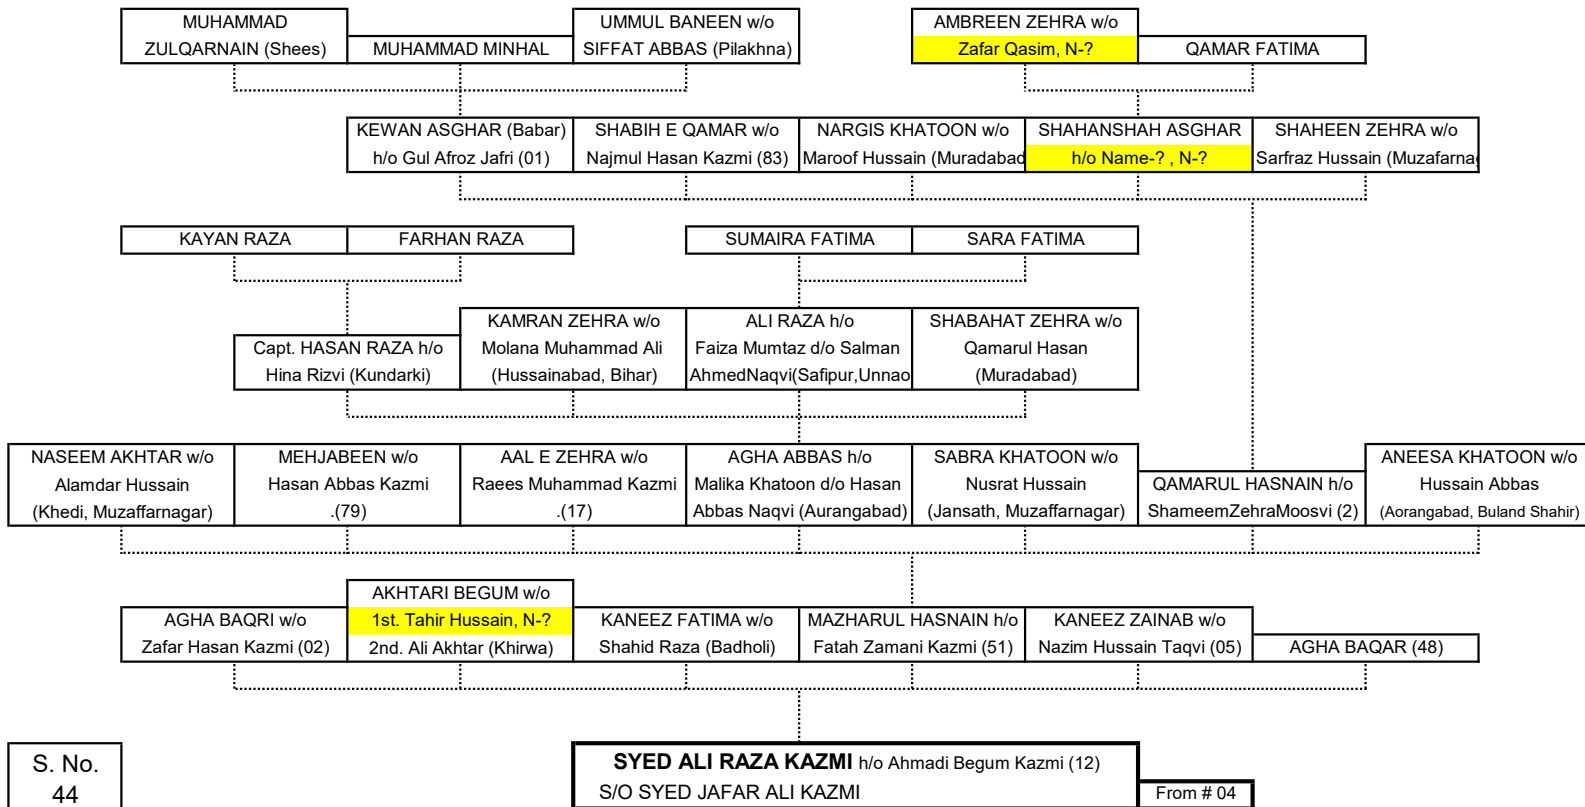 MUHAMMAD
ZULQARNAIN (Shees)
MUHAMMAD MINHAL
UMMUL BANEEN w/o
SIFFAT ABBAS (Pilakhna)
AMBREEN ZEHRA w/o
Zafar Qasim, N-?
QAMAR FATIMA
KEWAN ASGHAR (Babar)
h/o Gul Afroz Jafri (01)
SHABIH E QAMAR w/o
Najmul Hasan Kazmi (83)
NARGIS KHATOON w/o
Maroof Hussain (Muradabad
SHAHANSHAH ASGHAR
h/o Name-? , N-?
SHAHEEN ZEHRA w/o
Sarfraz Hussain (Muzafarnag
KAYAN RAZA
FARHAN RAZA
SUMAIRA FATIMA
SARA FATIMA
Capt. HASAN RAZA h/o
Hina Rizvi (Kundarki)
KAMRAN ZEHRA w/o
Molana Muhammad Ali
(Hussainabad, Bihar)
ALI RAZA h/o
Faiza Mumtaz d/o Salman
AhmedNaqvi(Safipur,Unnao
SHABAHAT ZEHRA w/o
Qamarul Hasan
(Muradabad)
NASEEM AKHTAR w/o
Alamdar Hussain
(Khedi, Muzaffarnagar)
MEHJABEEN w/o
Hasan Abbas Kazmi
.(79)
AAL E ZEHRA w/o
Raees Muhammad Kazmi
.(17)
AGHA ABBAS h/o
Malika Khatoon d/o Hasan
Abbas Naqvi (Aurangabad)
SABRA KHATOON w/o
Nusrat Hussain
(Jansath, Muzaffarnagar)
QAMARUL HASNAIN h/o
ShameemZehraMoosvi (2)
ANEESA KHATOON w/o
Hussain Abbas
(Aorangabad, Buland Shahir)
AGHA BAQRI w/o
Zafar Hasan Kazmi (02)
AKHTARI BEGUM w/o
1st. Tahir Hussain, N-?
2nd. Ali Akhtar (Khirwa)
KANEEZ FATIMA w/o
Shahid Raza (Badholi)
MAZHARUL HASNAIN h/o
Fatah Zamani Kazmi (51)
KANEEZ ZAINAB w/o
Nazim Hussain Taqvi (05)
AGHA BAQAR (48)
S. No.
44
SYED ALI RAZA KAZMI h/o Ahmadi Begum Kazmi (12)
S/O SYED JAFAR ALI KAZMI
From # 04